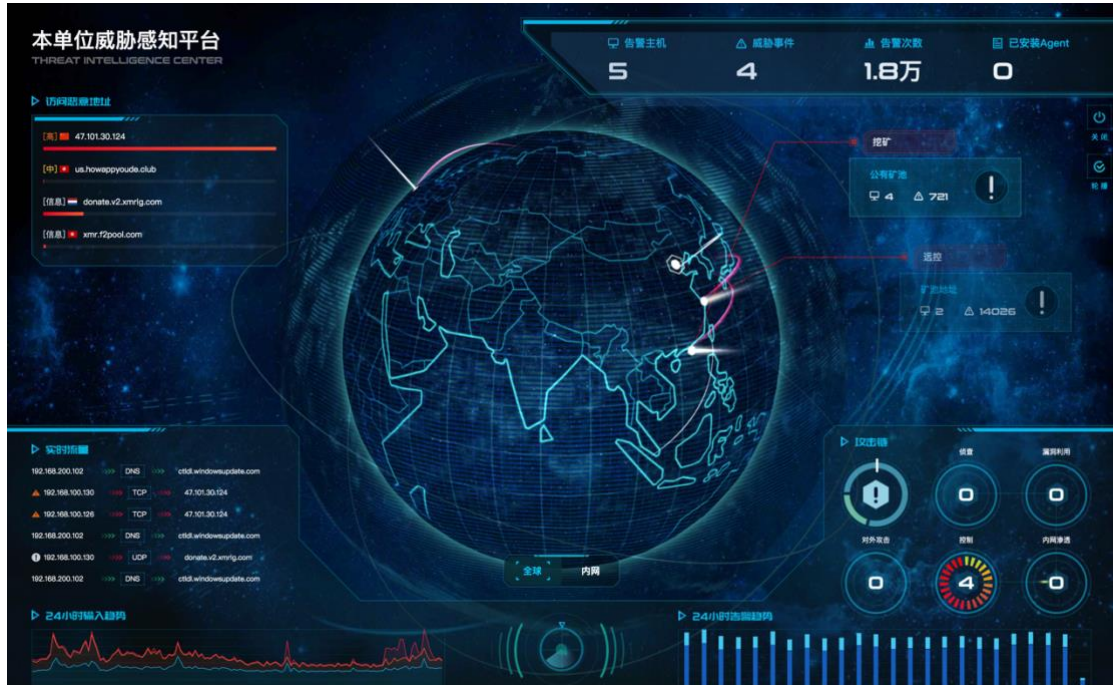 本单位威胁感知平台
THREAT INTELLIGENCE CENTER
告警主机
5
威胁事件
4
告警次数
1.8万
已安装Agent
0
关闭
轮播
访问恶意地址
[高] 47.101.30.124
[中] us.howappyoude.club
[信息] donate.v2.xmrig.com
[信息] xmr.f2pool.com
挖矿
公有矿池
4 721
远控
矿池地址
2 14026
实时流量
192.168.200.102 DNS ctldl.windowsupdate.com
192.168.100.130 TCP 47.101.30.124
192.168.100.126 TCP 47.101.30.124
192.168.200.102 DNS ctldl.windowsupdate.com
192.168.100.130 UDP donate.v2.xmrig.com
192.168.200.102 DNS ctldl.windowsupdate.com
全球 内网
攻击链
侦查
0
漏洞利用
0
对外攻击
0
控制
4
内网渗透
0
24小时输入趋势
24小时告警趋势